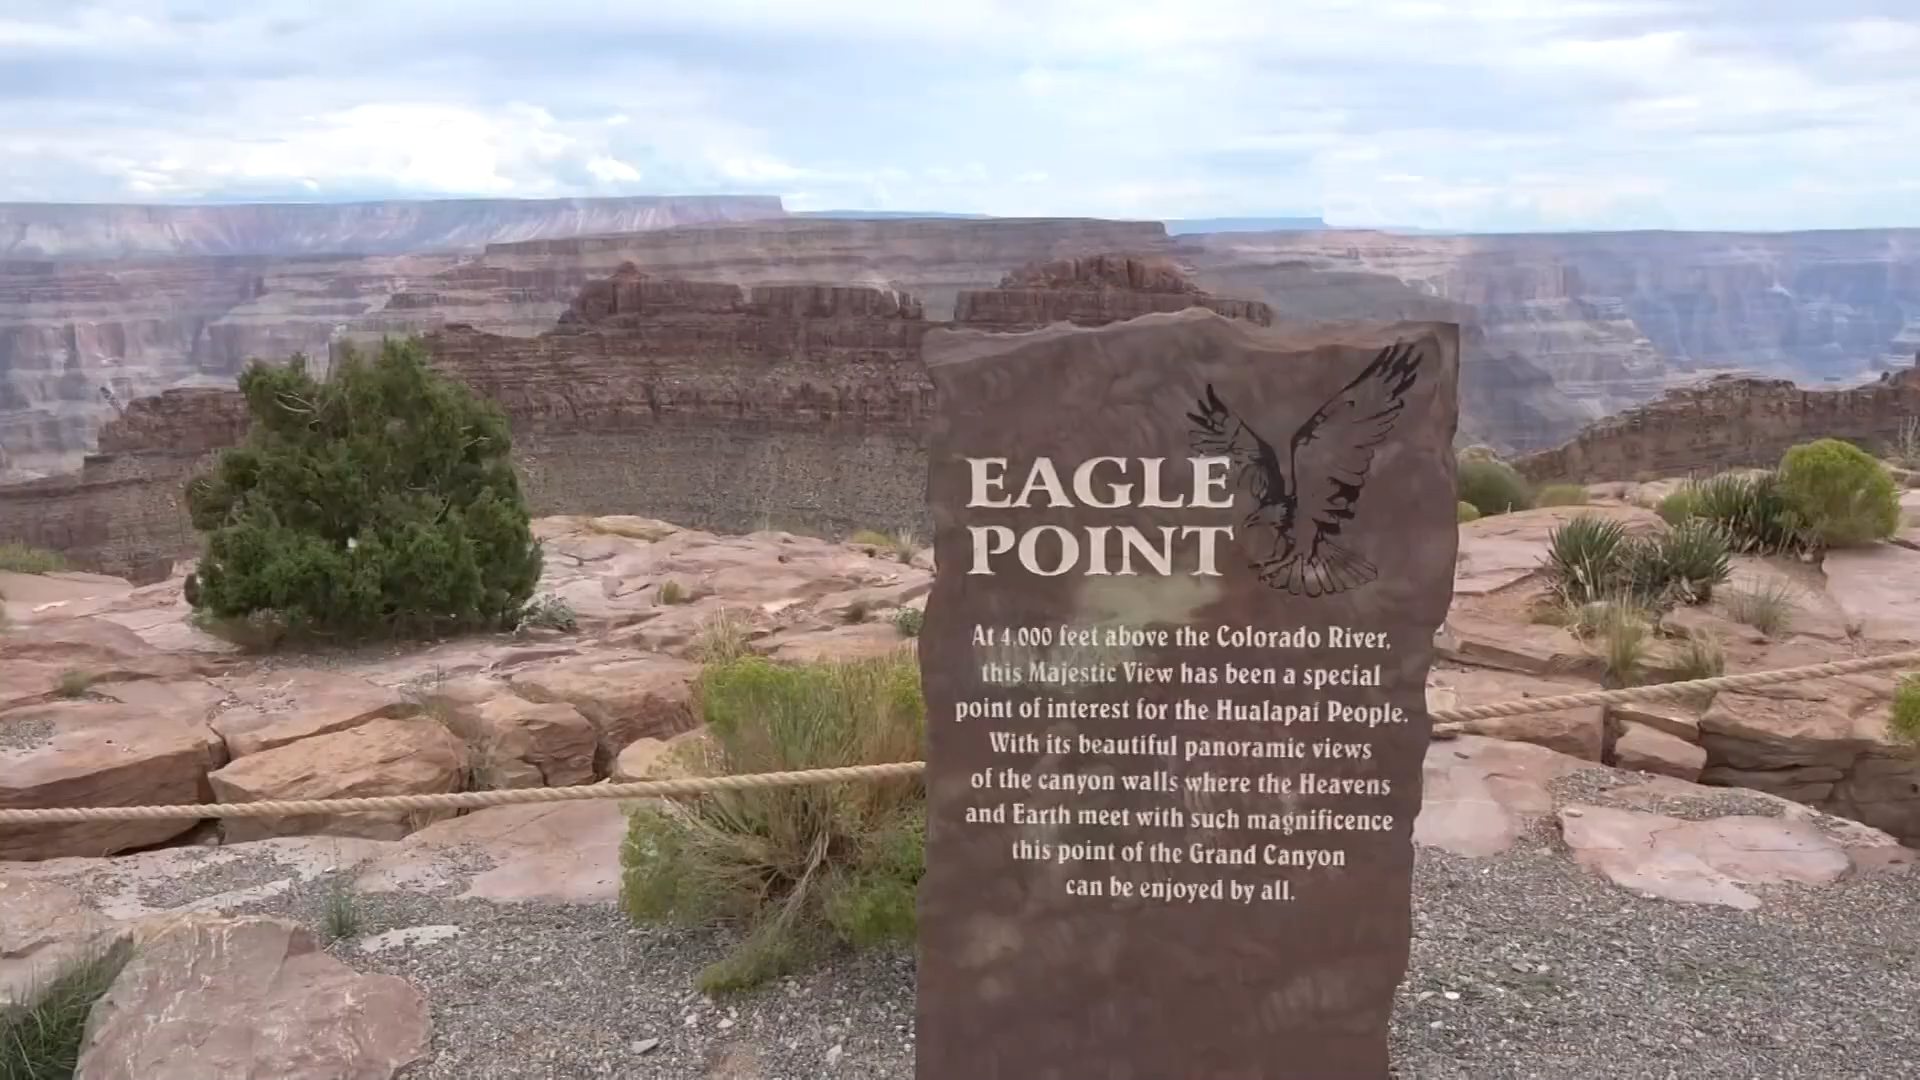 EAGLE
POINT
At 4,000 feet above the Colorado River,
this Majestic View has been a special
point of interest for the Hualapai People.
With its beautiful panoramic views
of the canyon walls where the Heavens
and Earth meet with such magnificence
this point of the Grand Canyon
can be enjoyed by all.